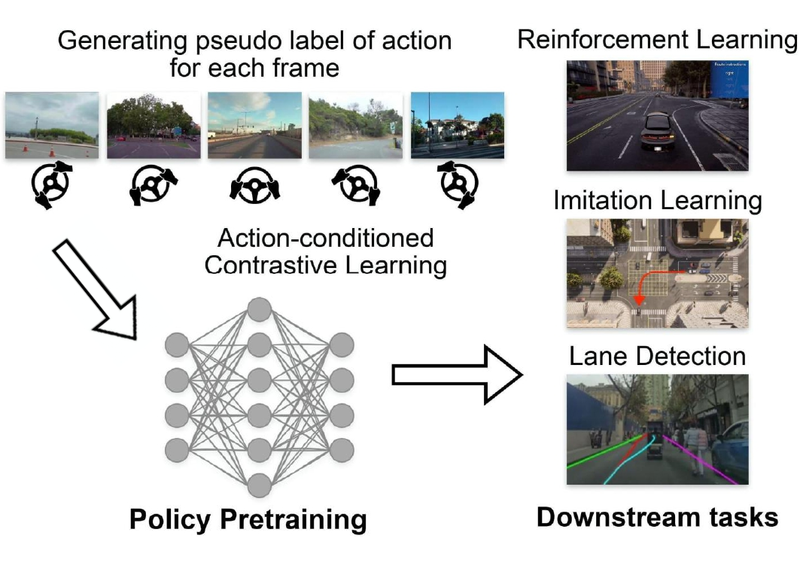 Generating pseudo label of action
for each frame
Action-conditioned
Contrastive Learning
Policy Pretraining
Reinforcement Learning
Imitation Learning
Lane Detection
Downstream tasks